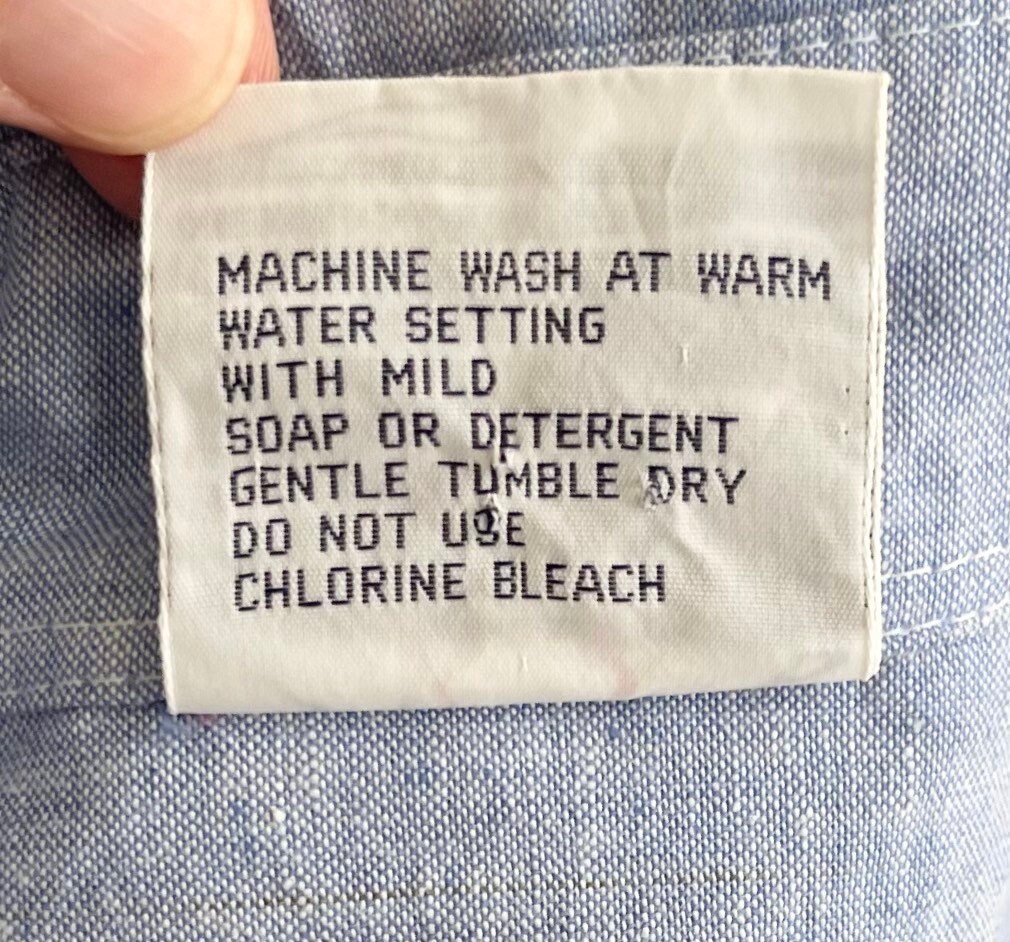 MACHINE WASH AT WARM
WATER SETTING
WITH MILD
SOAP OR DETERGENT
GENTLE TUMBLE DRY
DO NOT USE
CHLORINE BLEACH